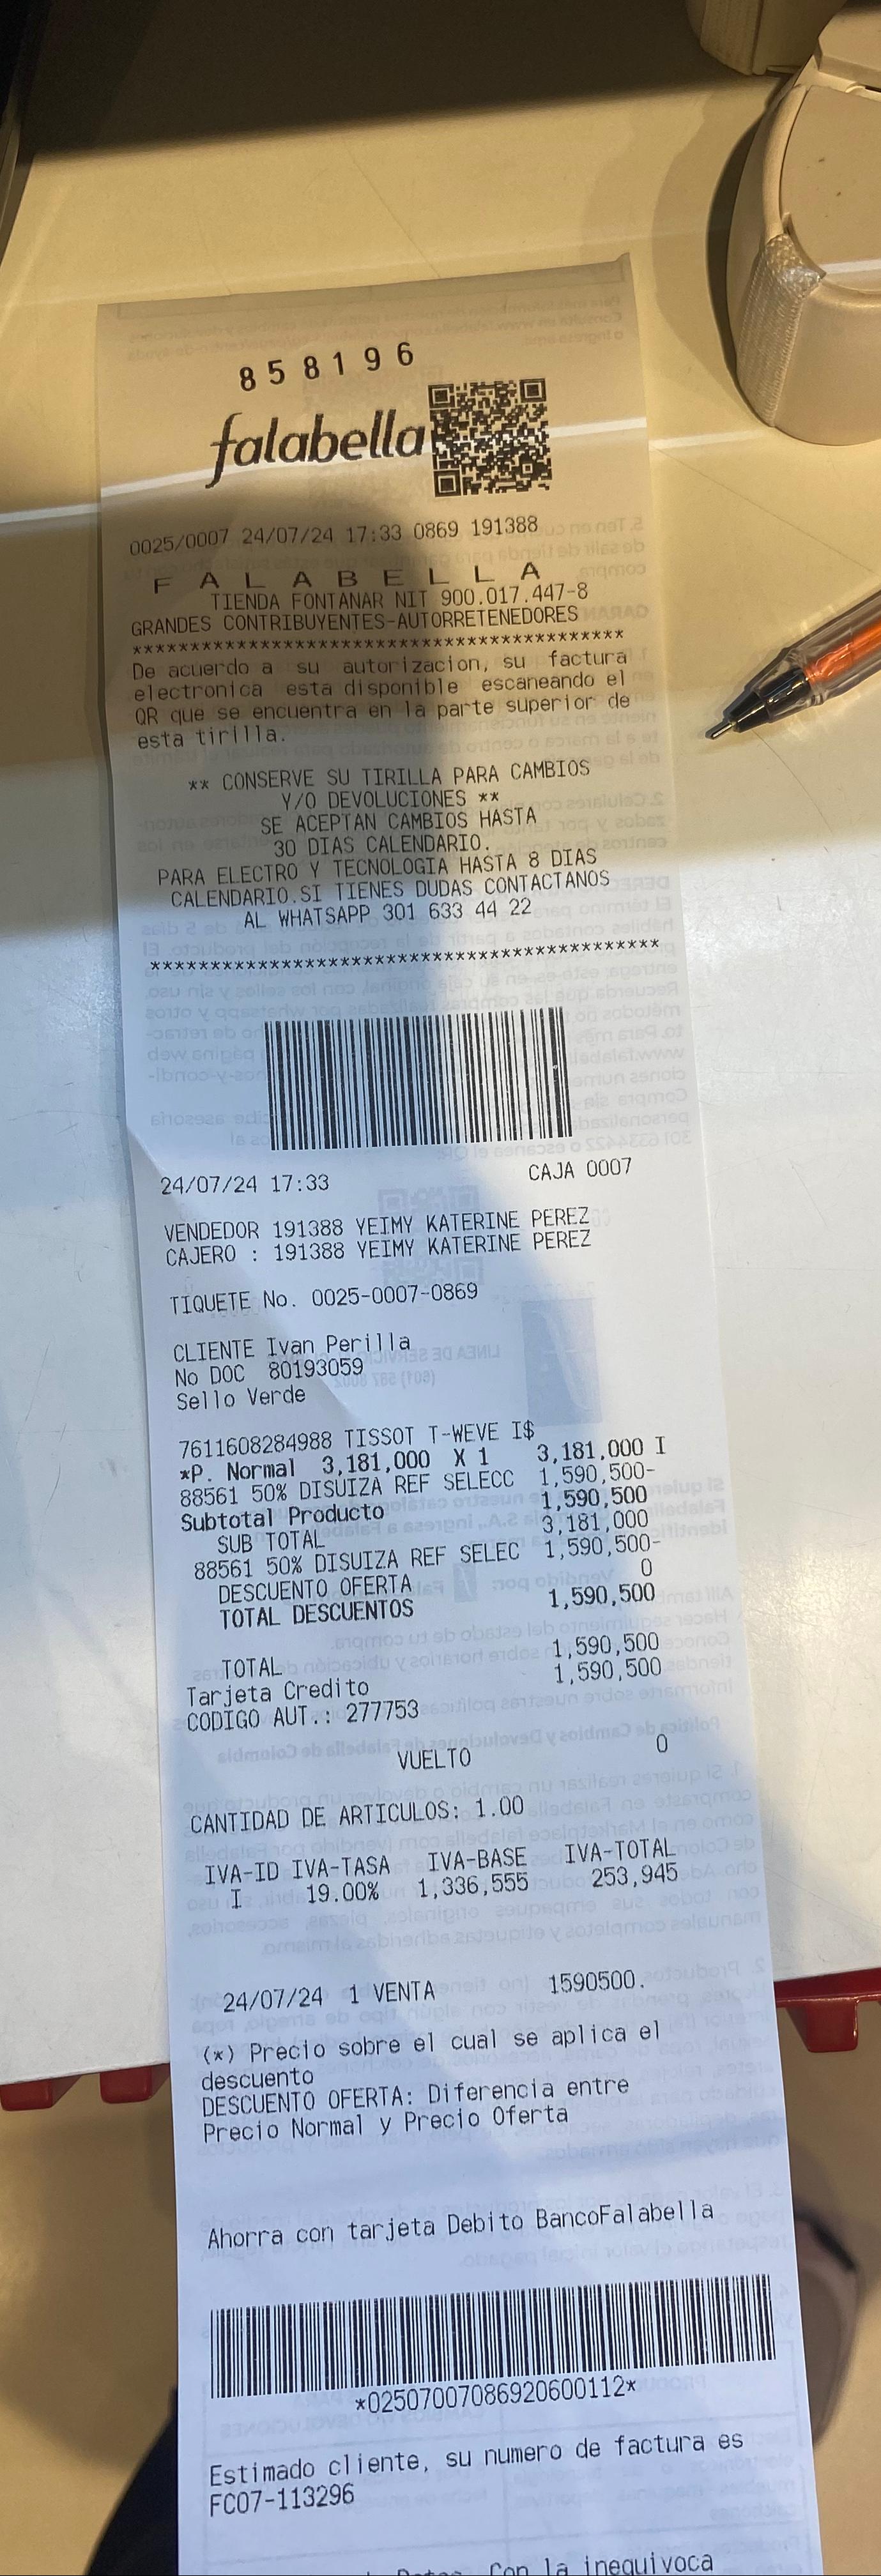 858196
falabella
0025/0007 24/07/24 17:33 0869 191388
F A L A B E L L A
TIENDA FONTANAR NIT 900.017.447-8
GRANDES CONTRIBUYENTES-AUTORRETENEDORES
*****************************************
De acuerdo a su autorizacion, su factura
electronica esta disponible escaneando el
QR que se encuentra en la parte superior de
esta tirilla.
** CONSERVE SU TIRILLA PARA CAMBIOS
Y/O DEVOLUCIONES **
SE ACEPTAN CAMBIOS HASTA
30 DIAS CALENDARIO.
PARA ELECTRO Y TECNOLOGIA HASTA 8 DIAS
CALENDARIO.SI TIENES DUDAS CONTACTANOS
AL WHATSAPP 301 633 44 22
******************************************
24/07/24 17:33 CAJA 0007
VENDEDOR 191388 YEIMY KATERINE PEREZ
CAJERO : 191388 YEIMY KATERINE PEREZ
TIQUETE No. 0025-0007-0869
CLIENTE Ivan Perilla
No DOC 80193059
Sello Verde
7611608284988 TISSOT T-WEVE I$
*P. Normal 3,181,000 X 1 3,181,000 I
88561 50% DISUIZA REF SELECC 1,590,500-
Subtotal Producto 1,590,500
SUB TOTAL 3,181,000
88561 50% DISUIZA REF SELEC 1,590,500-
DESCUENTO OFERTA 0
TOTAL DESCUENTOS 1,590,500
TOTAL 1,590,500
Tarjeta Credito 1,590,500
CODIGO AUT.: 277753
VUELTO 0
CANTIDAD DE ARTICULOS: 1.00
IVA-ID IVA-TASA IVA-BASE IVA-TOTAL
I 19.00% 1,336,555 253,945
24/07/24 1 VENTA 1590500.
(*) Precio sobre el cual se aplica el
descuento
DESCUENTO OFERTA: Diferencia entre
Precio Normal y Precio Oferta
Ahorra con tarjeta Debito BancoFalabella
*02507007086920600112*
Estimado cliente, su numero de factura es
FC07-113296
Con la inequivoca